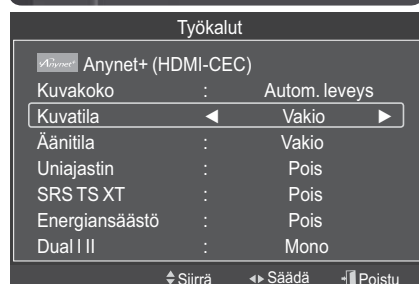 Työkalut
Anynet+ Anynet+ (HDMI-CEC)
Kuvakoko : Autom. leveys
Kuvatila ◄ Vakio ►
Äänitila : Vakio
Uniajastin : Pois
SRS TS XT : Pois
Energiansäästö : Pois
Dual I II : Mono
Siirrä Säädä Poistu